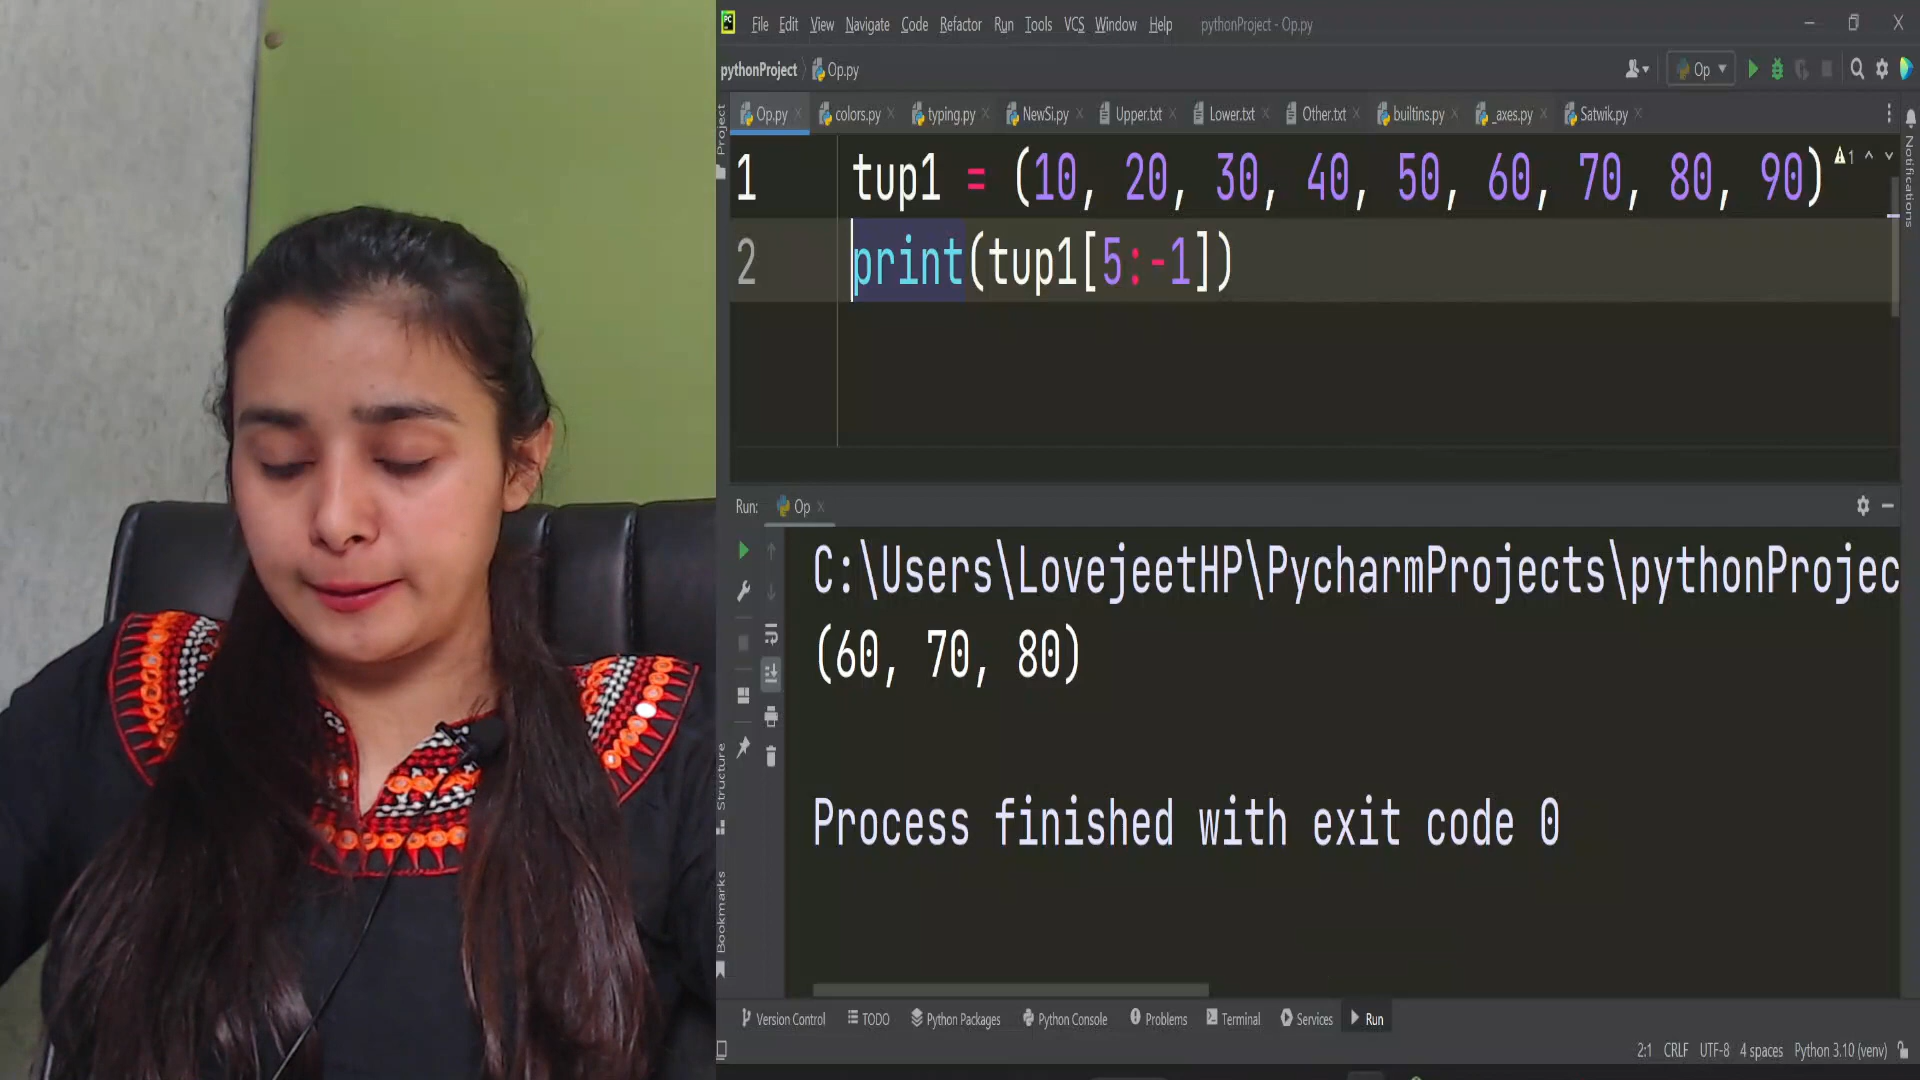 File Edit View Navigate Code Refactor Run Tools VCS Window Help pythonProject - Op.py
pythonProject Op.py Op
Op.py colors.py typing.py NewSi.py Upper.txt Lower.txt Other.txt builtins.py _axes.py Satwik.py
Project
Notifications
1 tup1 = (10, 20, 30, 40, 50, 60, 70, 80, 90) 1
2 print(tup1[5:-1])
Run: Op
C:\Users\LovejeetHP\PycharmProjects\pythonProjec
(60, 70, 80)
Process finished with exit code 0
Structure
Bookmarks
Version Control TODO Python Packages Python Console Problems Terminal Services Run
2:1 CRLF UTF-8 4 spaces Python 3.10 (venv)